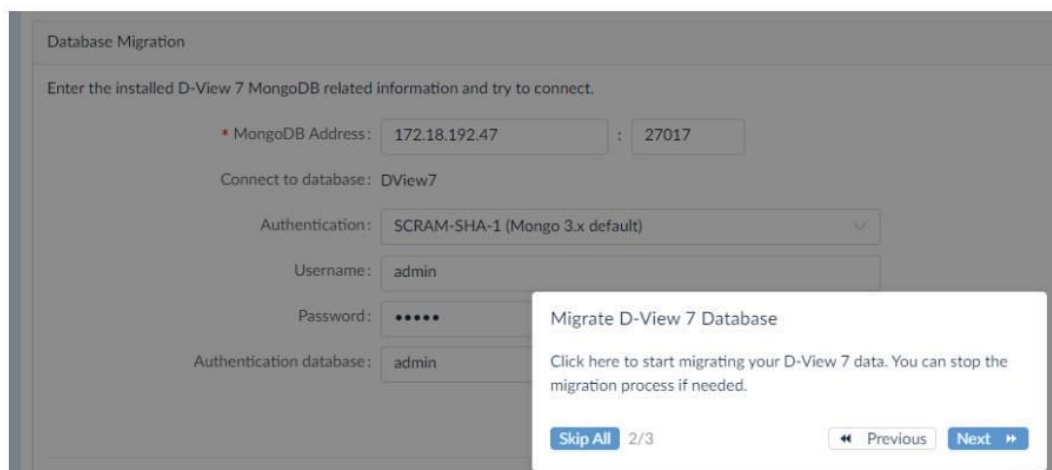 Database Migration
Enter the installed D-View 7 MongoDB related information and try to connect.
* MongoDB Address: 172.18.192.47 : 27017
Connect to database: DView7
Authentication: SCRAM-SHA-1 (Mongo 3.x default)
Username: admin
Password: •••••
Authentication database: admin
Migrate D-View 7 Database
Click here to start migrating your D-View 7 data. You can stop the
migration process if needed.
Skip All 2/3 Previous Next